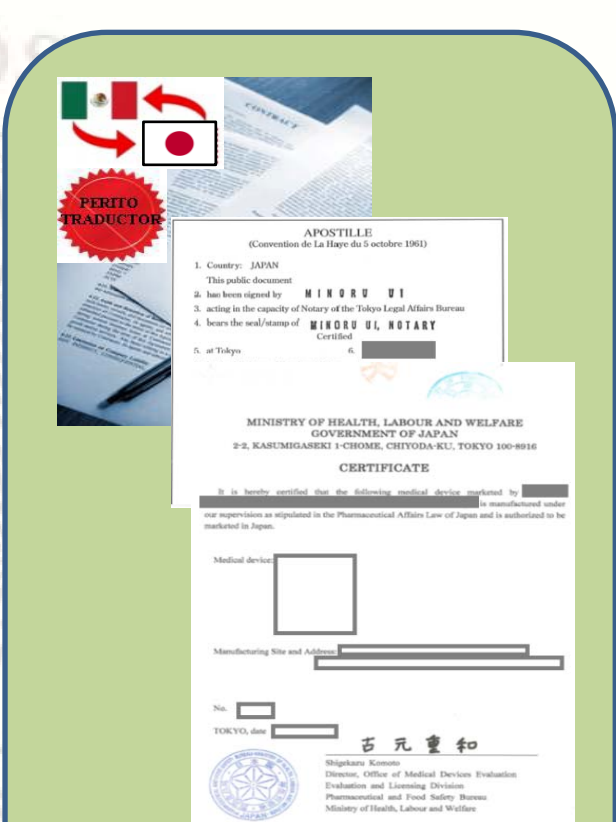 CONTRACT
PERITO
TRADUCTOR
APOSTILLE
(Convention de La Haye du 5 octobre 1961)
1. Country: JAPAN
This public document
2. has been signed by MINORU UI
3. acting in the capacity of Notary of the Tokyo Legal Affairs Bureau
4. bears the seal/stamp of MINORU UI, NOTARY
Certified
5. at Tokyo 6.
MINISTRY OF HEALTH, LABOUR AND WELFARE
GOVERNMENT OF JAPAN
2-2, KASUMIGASEKI 1-CHOME, CHIYODA-KU, TOKYO 100-8916
CERTIFICATE
It is hereby certified that the following medical device marketed by
is manufactured under
our supervision as stipulated in the Pharmaceutical Affairs Law of Japan and is authorized to be
marketed in Japan.
Medical device:
Manufacturing Site and Address:
No.
TOKYO, date
古元重和
Shigekazu Komoto
Director, Office of Medical Devices Evaluation
Evaluation and Licensing Division
Pharmaceutical and Food Safety Bureau
Ministry of Health, Labour and Welfare